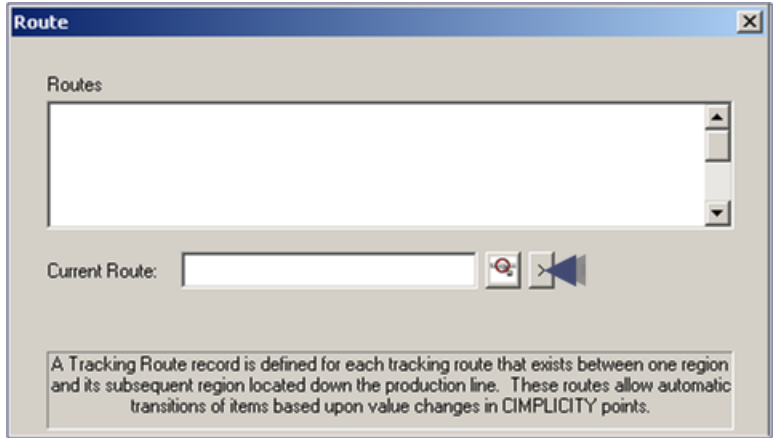 Route
Routes
Current Route:
>
A Tracking Route record is defined for each tracking route that exists between one region
and its subsequent region located down the production line. These routes allow automatic
transitions of items based upon value changes in CIMPLICITY points.